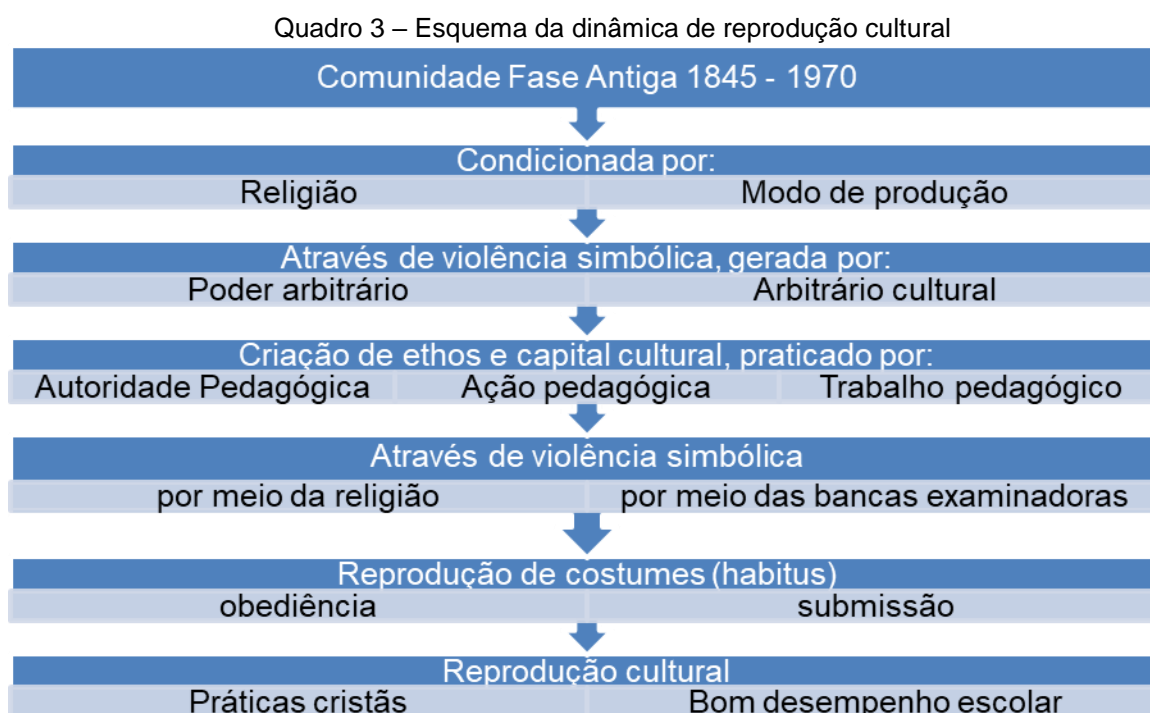 Quadro 3 – Esquema da dinâmica de reprodução cultural
Comunidade Fase Antiga 1845 - 1970
Condicionada por:
Religião Modo de produção
Através de violência simbólica, gerada por:
Poder arbitrário Arbitrário cultural
Criação de ethos e capital cultural, praticado por:
Autoridade Pedagógica Ação pedagógica Trabalho pedagógico
Através de violência simbólica
por meio da religião por meio das bancas examinadoras
Reprodução de costumes (habitus)
obediência submissão
Reprodução cultural
Práticas cristãs Bom desempenho escolar